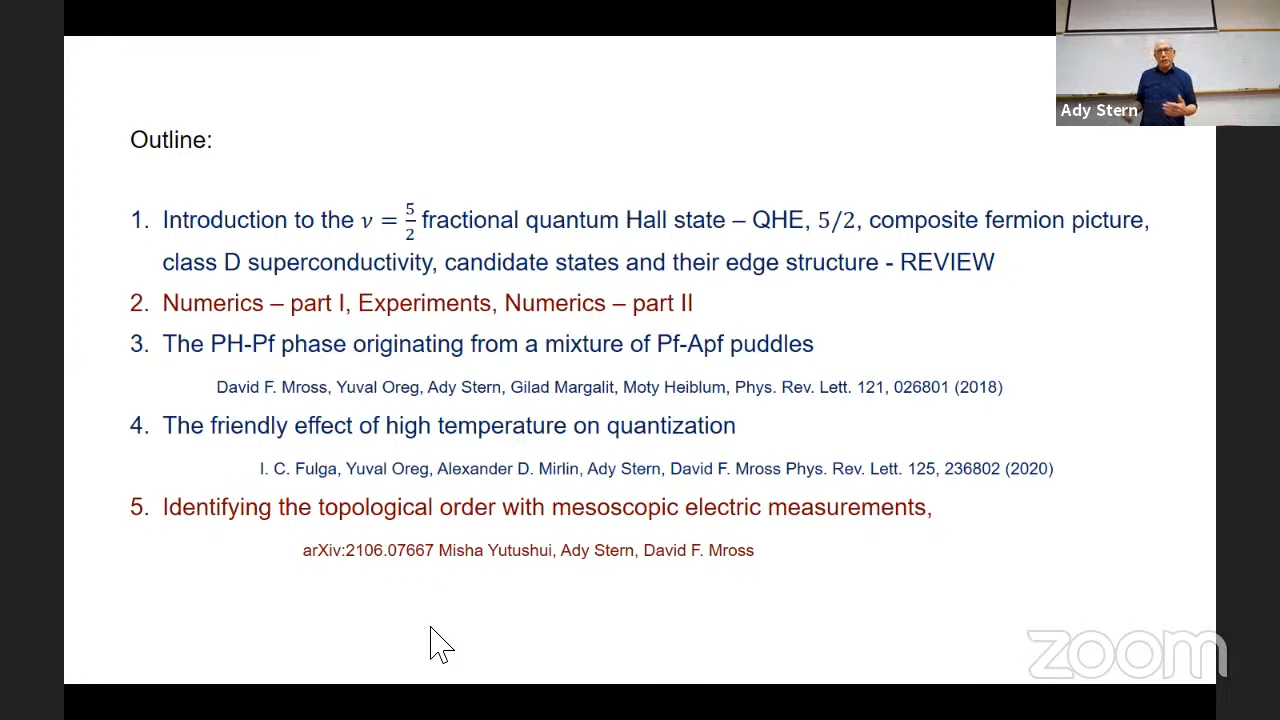 Ady Stern
Outline:
1. Introduction to the ν = 5/2 fractional quantum Hall state – QHE, 5/2, composite fermion picture,
class D superconductivity, candidate states and their edge structure - REVIEW
2. Numerics – part I, Experiments, Numerics – part II
3. The PH-Pf phase originating from a mixture of Pf-Apf puddles
David F. Mross, Yuval Oreg, Ady Stern, Gilad Margalit, Moty Heiblum, Phys. Rev. Lett. 121, 026801 (2018)
4. The friendly effect of high temperature on quantization
I. C. Fulga, Yuval Oreg, Alexander D. Mirlin, Ady Stern, David F. Mross Phys. Rev. Lett. 125, 236802 (2020)
5. Identifying the topological order with mesoscopic electric measurements,
arXiv:2106.07667 Misha Yutushui, Ady Stern, David F. Mross
zoom